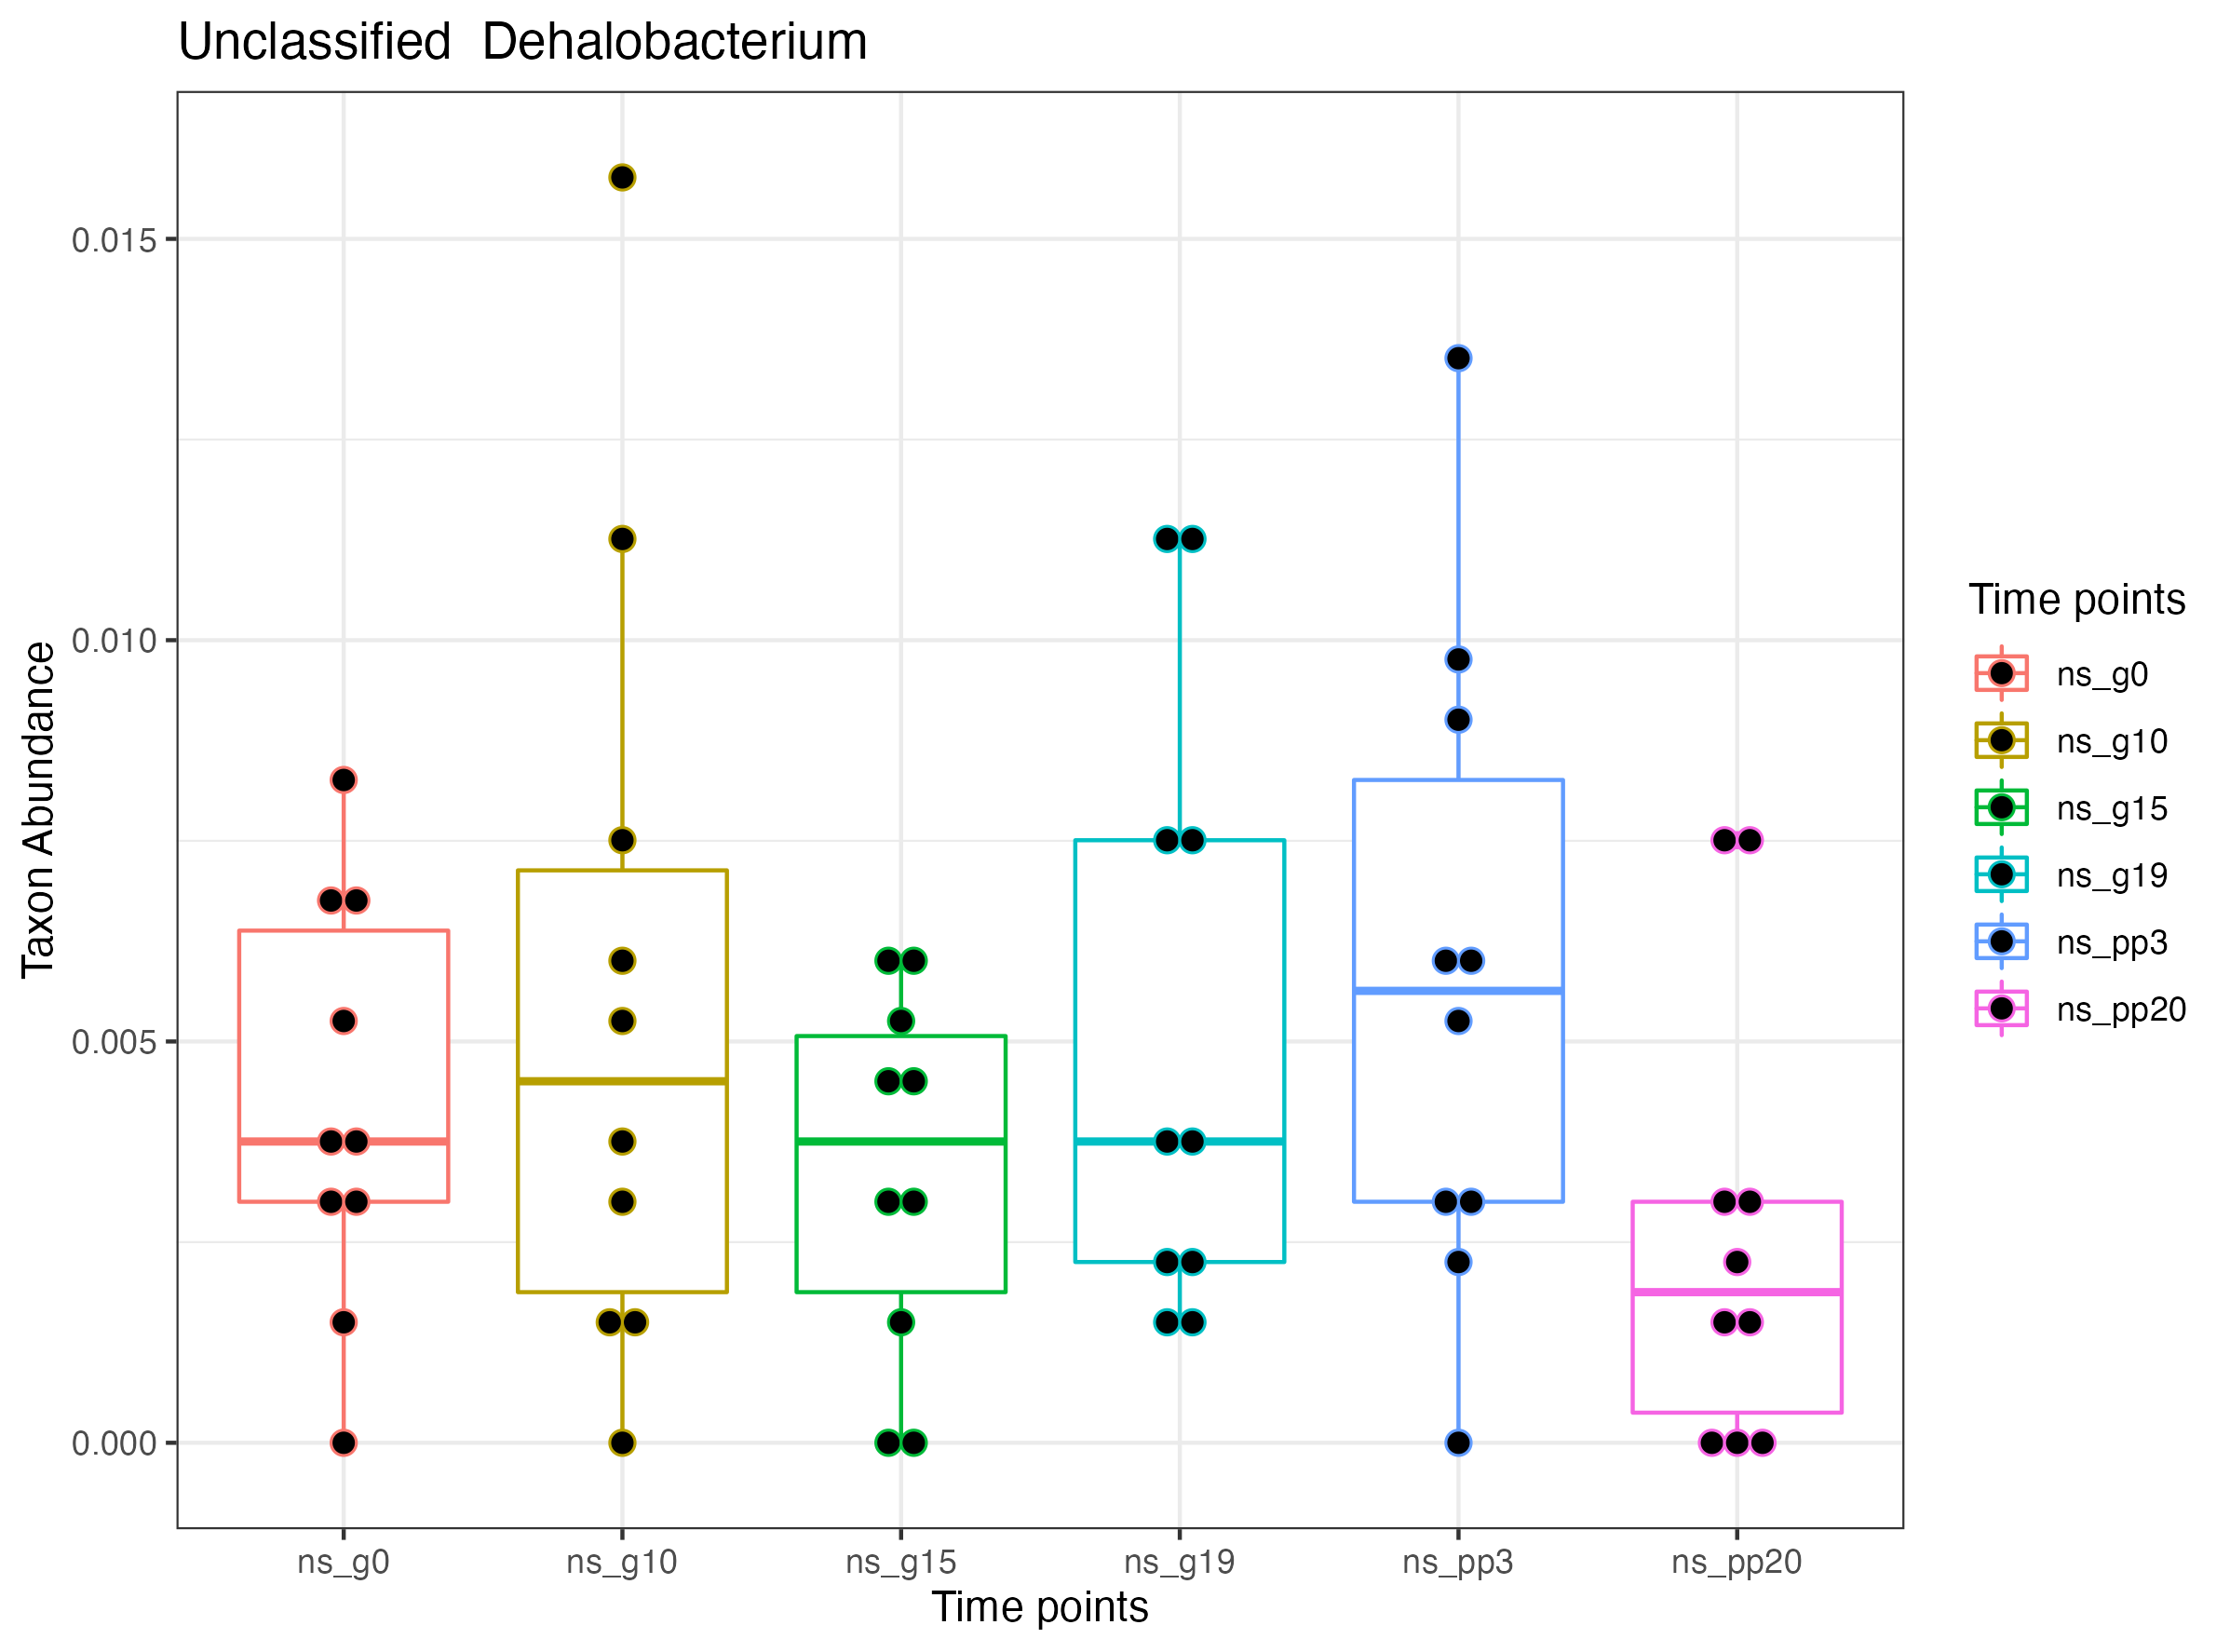 Unclassified  Dehalobacterium
Taxon Abundance
0.015
0.010
0.005
0.000
ns_g0
ns_g10
ns_g15
ns_g19
ns_pp3
ns_pp20
Time points
Time points
ns_g0
ns_g10
ns_g15
ns_g19
ns_pp3
ns_pp20